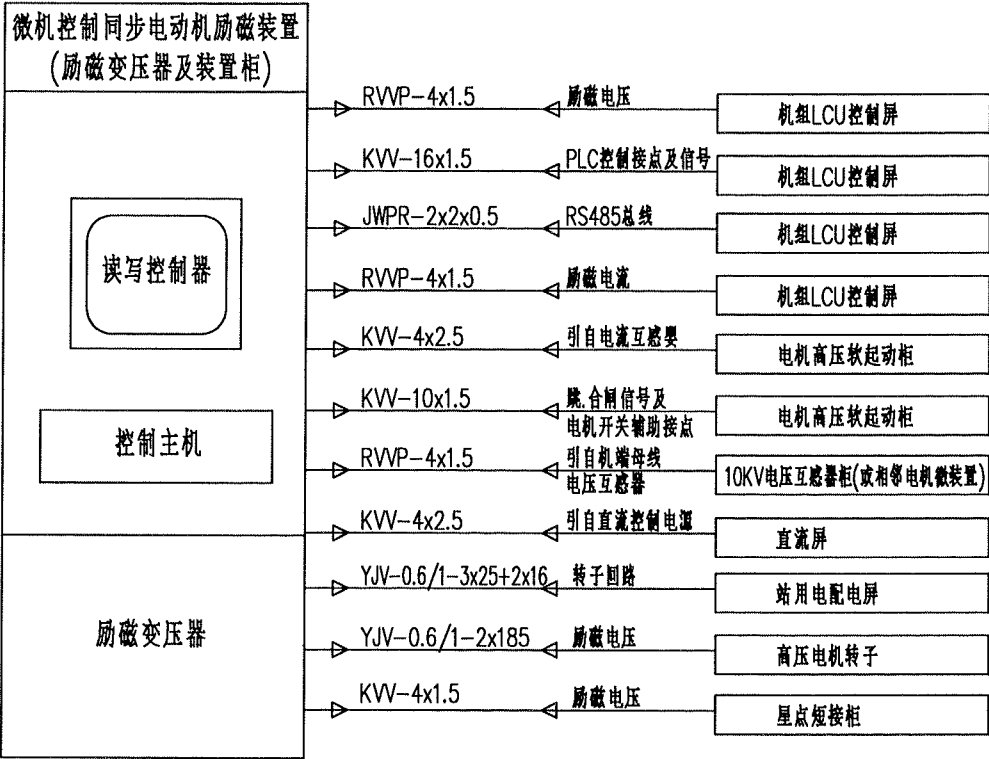 微机控制同步电动机励磁装置
(励磁变压器及装置柜)
RVVP-4x1.5 励磁电压 机组LCU控制屏
KVV-16x1.5 PLC控制接点及信号 机组LCU控制屏
JWPR-2x2x0.5 RS485总线 机组LCU控制屏
读写控制器
RVVP-4x1.5 励磁电流 机组LCU控制屏
KVV-4x2.5 引自电流互感要 电机高压软起动柜
KVV-10x1.5 跳.合闸信号及 电机高压软起动柜
电机开关辅助接点
控制主机
RVVP-4x1.5 引自机端母线 10KV电压互感器柜(或相邻电机微装置)
电压互感器
KVV-4x2.5 引自直流控制电源 直流屏
YJV-0.6/1-3x25+2x16 转子回路 站用电配电屏
励磁变压器
YJV-0.6/1-2x185 励磁电压 高压电机转子
KVV-4x1.5 励磁电压 星点短接柜